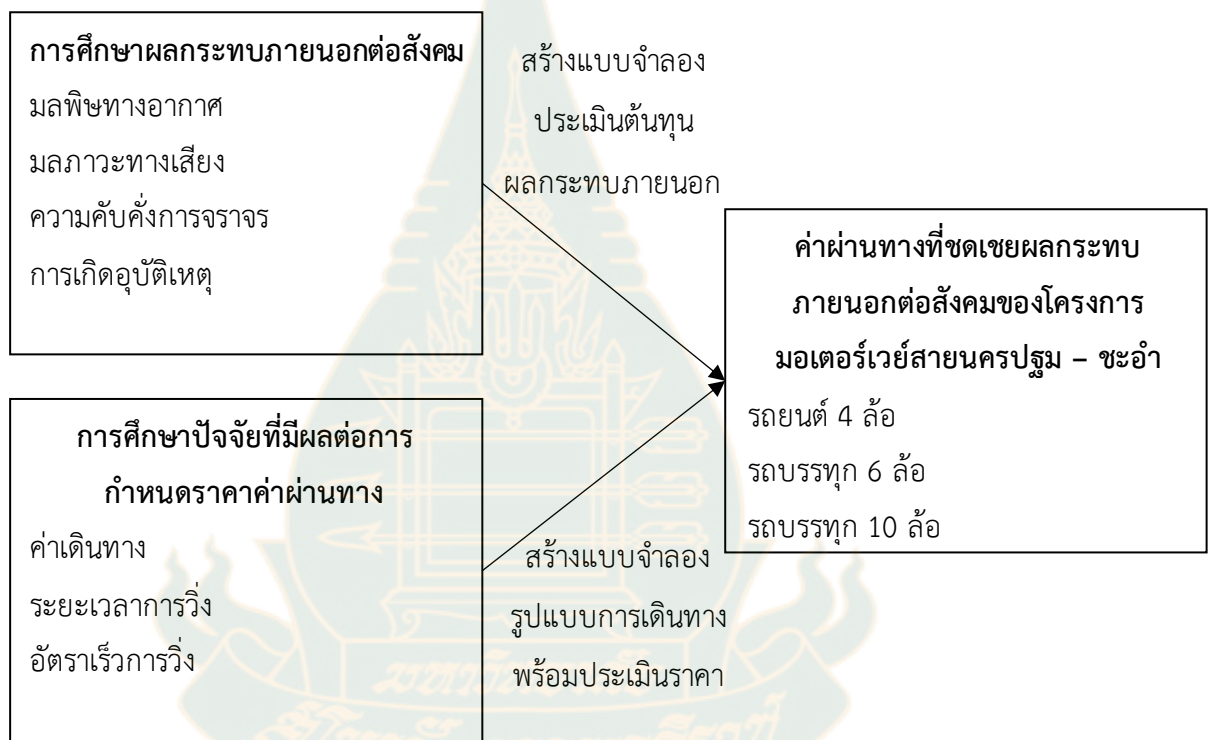 การศึกษาผลกระทบภายนอกต่อสังคม
มลพิษทางอากาศ
มลภาวะทางเสียง
ความคับคั่งการจราจร
การเกิดอุบัติเหตุ
สร้างแบบจำลอง
ประเมินต้นทุน
ผลกระทบภายนอก
ค่าผ่านทางที่ชดเชยผลกระทบ
ภายนอกต่อสังคมของโครงการ
มอเตอร์เวย์สายนครปฐม – ชะอำ
รถยนต์ 4 ล้อ
รถบรรทุก 6 ล้อ
รถบรรทุก 10 ล้อ
การศึกษาปัจจัยที่มีผลต่อการ
กำหนดราคาค่าผ่านทาง
ค่าเดินทาง
ระยะเวลาการวิ่ง
อัตราเร็วการวิ่ง
สร้างแบบจำลอง
รูปแบบการเดินทาง
พร้อมประเมินราคา